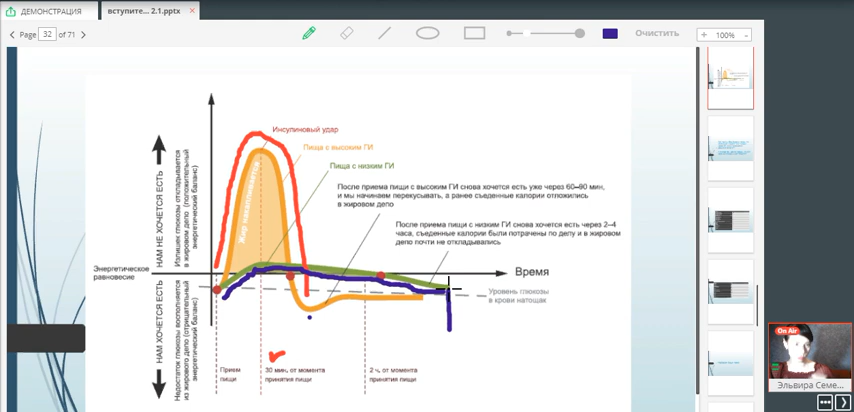 ДЕМОНСТРАЦИЯ
вступите... 2.1.pptx
Page 32 of 71
Очистить
100%
Инсулиновый удар
Пища с высоким ГИ
Пища с низким ГИ
После приема пищи с высоким ГИ снова хочется есть уже через 60–90 мин,
и мы начинаем перекусывать, а ранее съеденные калории отложились
в жировом депо
После приема пищи с низким ГИ снова хочется есть через 2–4
часа, съеденные калории были потрачены по делу и в жировом
депо почти не откладывались
НАМ НЕ ХОЧЕТСЯ ЕСТЬ
Излишек глюкозы откладывается
в жировое депо (положительный
энергетический баланс)
Жир накапливается
Энергетическое
равновесие
Время
Уровень глюкозы
в крови натощак
НАМ ХОЧЕТСЯ ЕСТЬ
Недостаток глюкозы восполняется
из жирового депо (отрицательный
энергетический баланс)
Прием
пищи
30 мин. от момента
принятия пищи
2 ч. от момента
принятия пищи
On Air
Эльвира Семе...